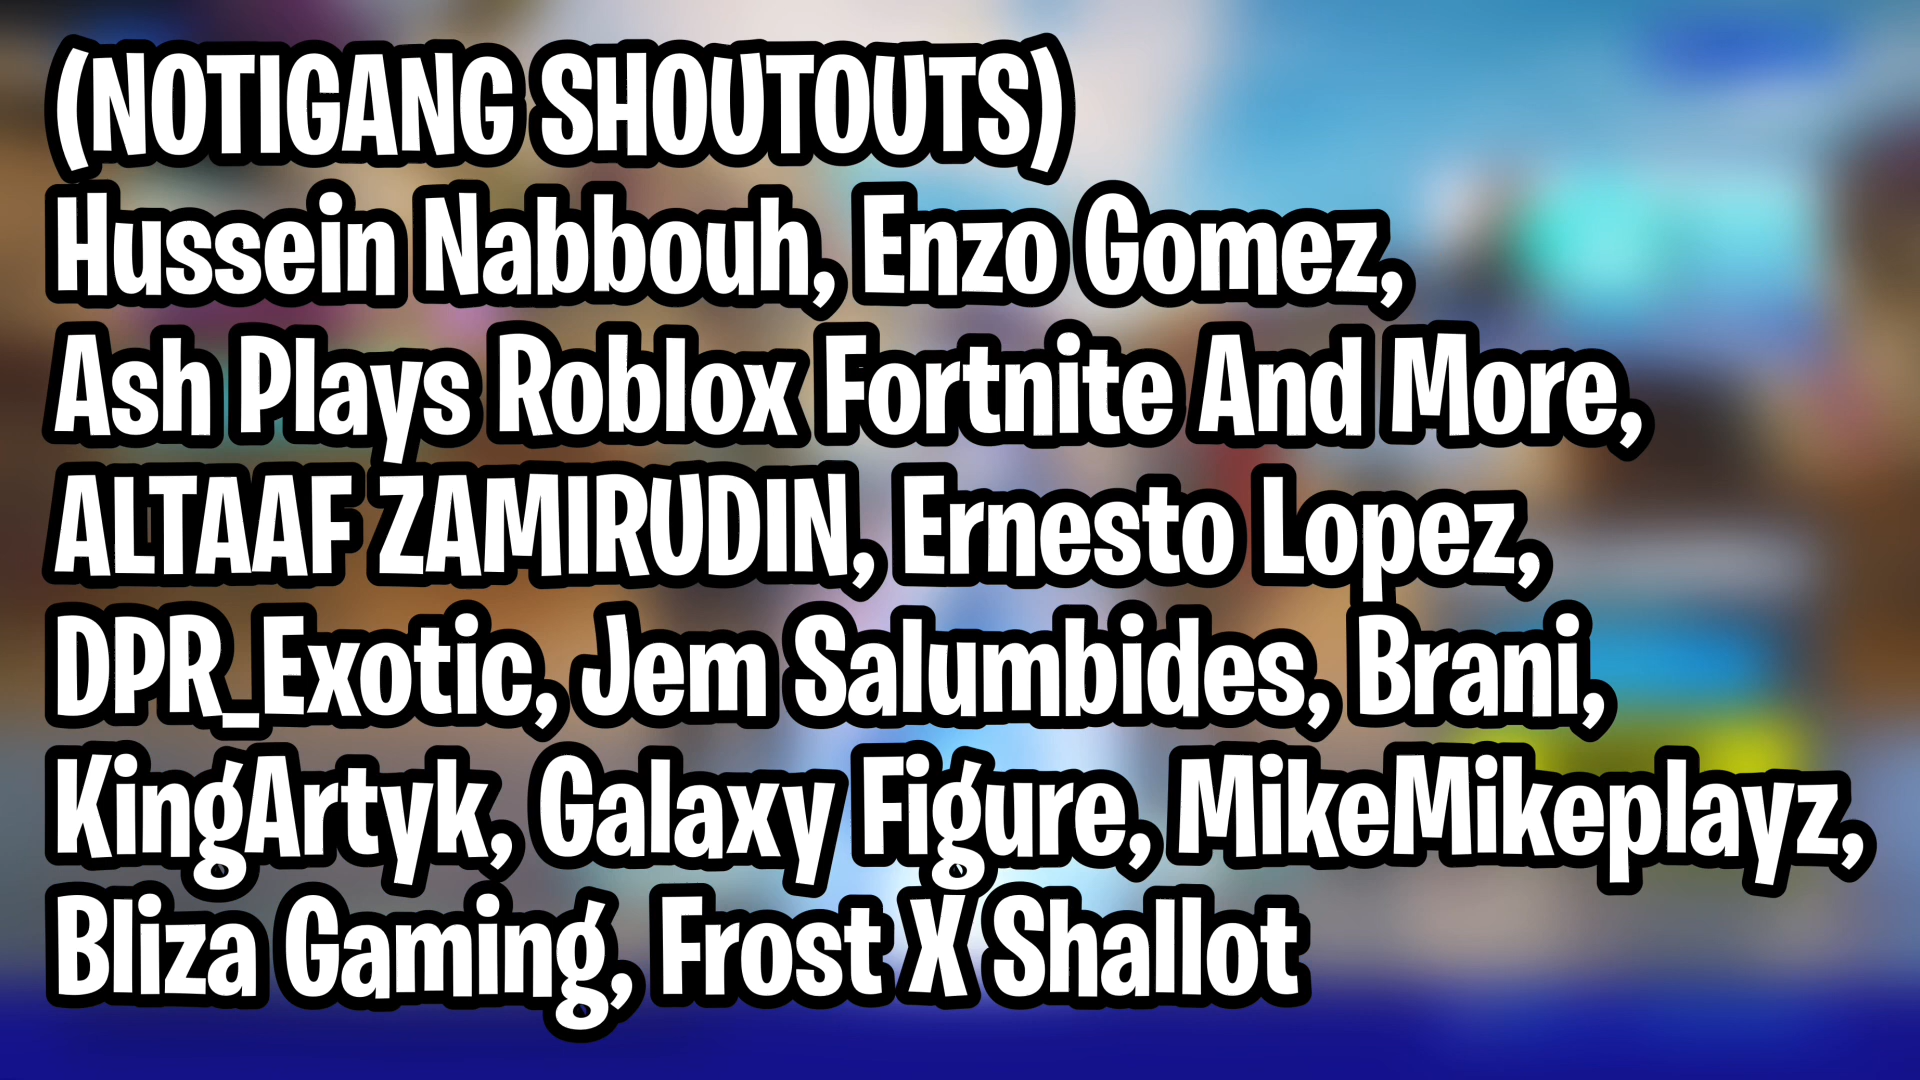 (NOTIGANG SHOUTOUTS)
Hussein Nabbouh, Enzo Gomez,
Ash Plays Roblox Fortnite And More,
ALTAAF ZAMIRUDIN, Ernesto Lopez,
DPR_Exotic, Jem Salumbides, Brani,
KingArtyk, Galaxy Figure, MikeMikeplayz,
Bliza Gaming, Frost X Shallot